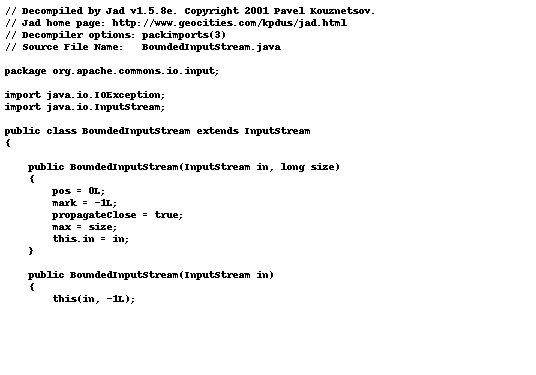 // Decompiled by Jad v1.5.8e. Copyright 2001 Pavel Kouznetsov.
// Jad home page: http://www.geocities.com/kpdus/jad.html
// Decompiler options: packimports(3)
// Source File Name:   BoundedInputStream.java

package org.apache.commons.io.input;

import java.io.IOException;
import java.io.InputStream;

public class BoundedInputStream extends InputStream
{

    public BoundedInputStream(InputStream in, long size)
    {
        pos = 0L;
        mark = -1L;
        propagateClose = true;
        max = size;
        this.in = in;
    }

    public BoundedInputStream(InputStream in)
    {
        this(in, -1L);